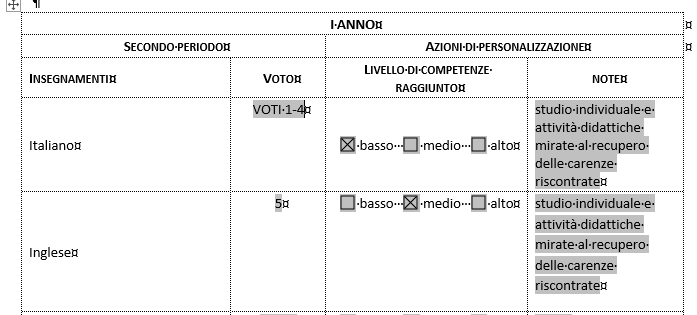 I ANNO
SECONDO PERIODO AZIONI DI PERSONALIZZAZIONE
INSEGNAMENTI VOTO LIVELLO DI COMPETENZE RAGGIUNTO NOTE
Italiano VOTI 1-4 ☒ basso ☐ medio ☐ alto studio individuale e
attività didattiche
mirate al recupero
delle carenze
riscontrate
Inglese 5 ☐ basso ☒ medio ☐ alto studio individuale e
attività didattiche
mirate al recupero
delle carenze
riscontrate